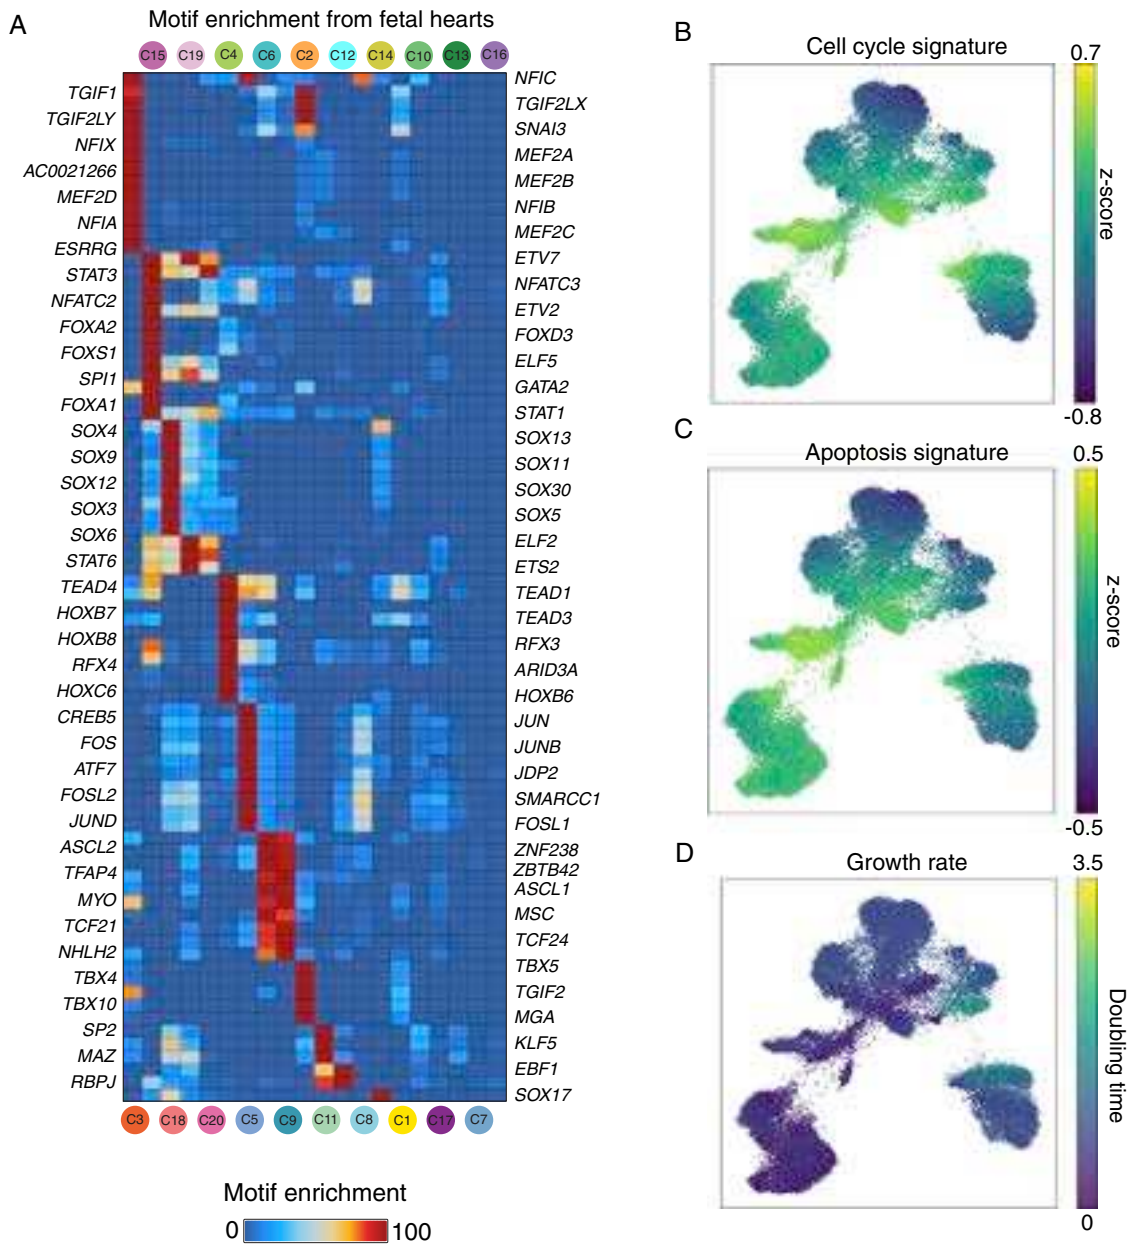 A
Motif enrichment from fetal hearts
C15 C19 C4 C6 C2 C12 C14 C10 C13 C16
TGIF1
TGIF2LY
NFIX
AC0021266
MEF2D
NFIA
ESRRG
STAT3
NFATC2
FOXA2
FOXS1
SPI1
FOXA1
SOX4
SOX9
SOX12
SOX3
SOX6
STAT6
TEAD4
HOXB7
HOXB8
RFX4
HOXC6
CREB5
FOS
ATF7
FOSL2
JUND
ASCL2
TFAP4
MYO
TCF21
NHLH2
TBX4
TBX10
SP2
MAZ
RBPJ
NFIC
TGIF2LX
SNAI3
MEF2A
MEF2B
NFIB
MEF2C
ETV7
NFATC3
ETV2
FOXD3
ELF5
GATA2
STAT1
SOX13
SOX11
SOX30
SOX5
ELF2
ETS2
TEAD1
TEAD3
RFX3
ARID3A
HOXB6
JUN
JUNB
JDP2
SMARCC1
FOSL1
ZNF238
ZBTB42
ASCL1
MSC
TCF24
TBX5
TGIF2
MGA
KLF5
EBF1
SOX17
C3 C18 C20 C5 C9 C11 C8 C1 C17 C7
Motif enrichment
0 100
B
Cell cycle signature
0.7
z-score
-0.8
C
Apoptosis signature
0.5
z-score
-0.5
D
Growth rate
3.5
Doubling time
0